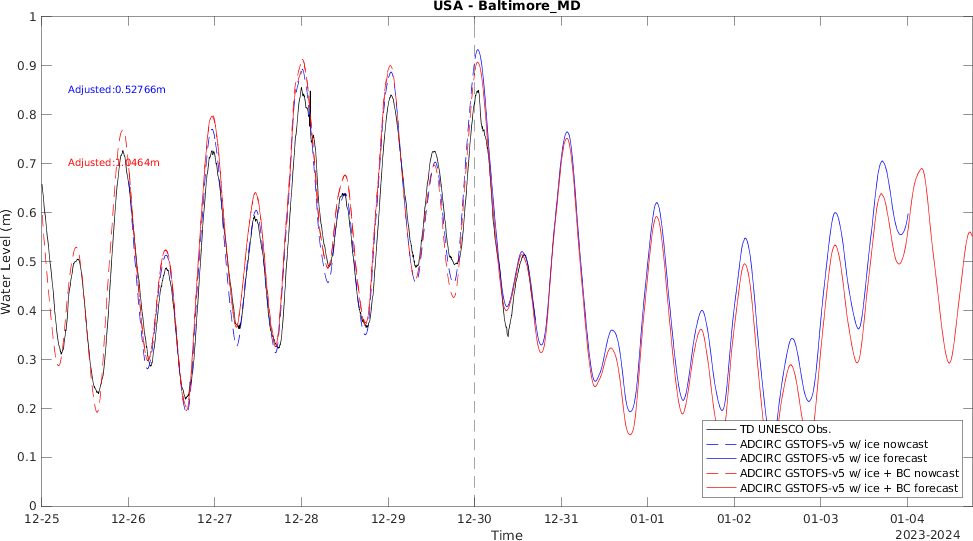 USA - Baltimore_MD
1
0.9
Adjusted:0.52766m
0.8
0.7
Adjusted:1.0464m
0.6
0.5
0.4
0.3
0.2
0.1
0
Water Level (m)
TD UNESCO Obs.
ADCIRC GSTOFS-v5 w/ ice nowcast
ADCIRC GSTOFS-v5 w/ ice forecast
ADCIRC GSTOFS-v5 w/ ice + BC nowcast
ADCIRC GSTOFS-v5 w/ ice + BC forecast
12-25 12-26 12-27 12-28 12-29 12-30 12-31 01-01 01-02 01-03 01-04
Time
2023-2024